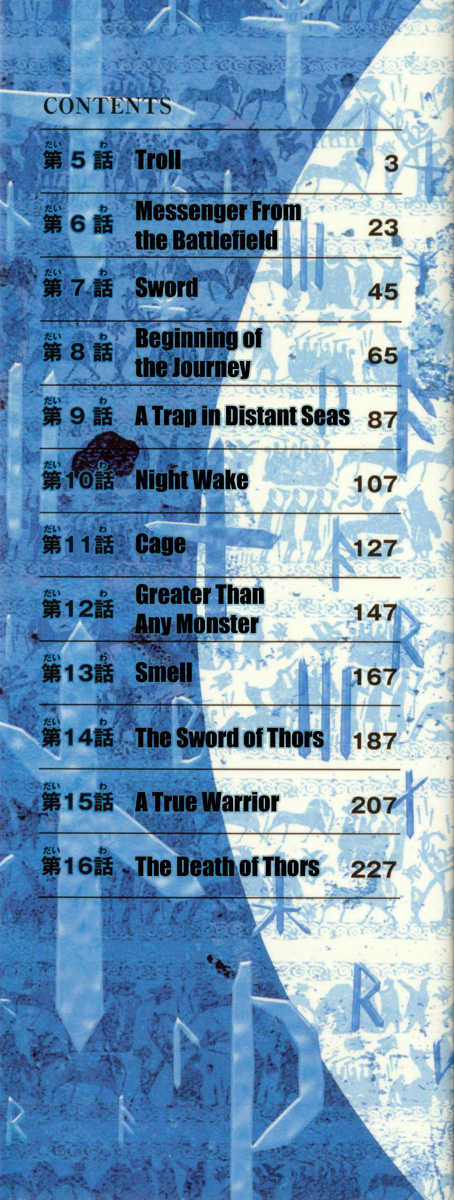 CONTENTS
第5話 Troll 3
第6話 Messenger From
the Battlefield 23
第7話 Sword 45
第8話 Beginning of
the Journey 65
第9話 A Trap in Distant Seas 87
第10話 Night Wake 107
第11話 Cage 127
第12話 Greater Than
Any Monster 147
第13話 Smell 167
第14話 The Sword of Thors 187
第15話 A True Warrior 207
第16話 The Death of Thors 227